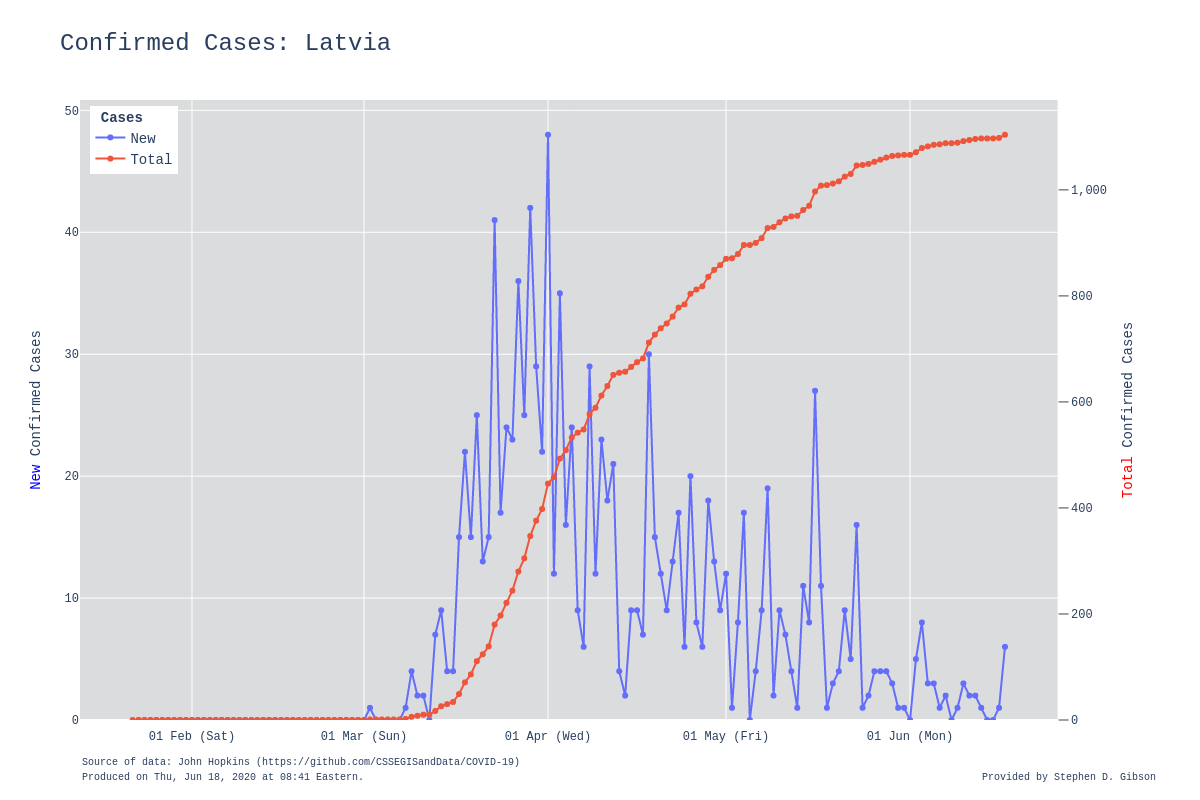 Confirmed Cases: Latvia
Cases
New
Total
50
40
30
20
10
0
New Confirmed Cases
1,000
800
600
400
200
0
Total Confirmed Cases
01 Feb (Sat)
01 Mar (Sun)
01 Apr (Wed)
01 May (Fri)
01 Jun (Mon)
Source of data: John Hopkins (https://github.com/CSSEGISandData/COVID-19)
Produced on Thu, Jun 18, 2020 at 08:41 Eastern.
Provided by Stephen D. Gibson